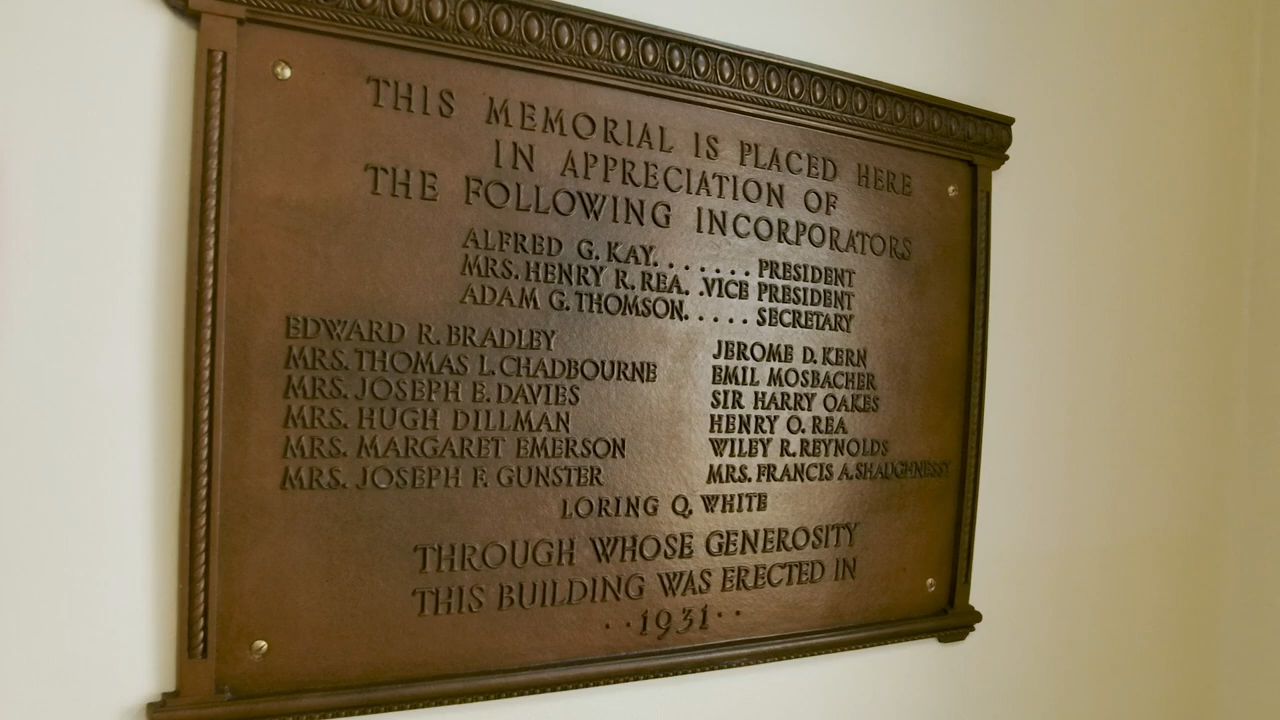 THIS MEMORIAL IS PLACED HERE
IN APPRECIATION OF
THE FOLLOWING INCORPORATORS
ALFRED G. KAY. . . . . . . . PRESIDENT
MRS. HENRY R. REA. . VICE PRESIDENT
ADAM G. THOMSON. . . . . . SECRETARY
EDWARD R. BRADLEY
MRS. THOMAS L. CHADBOURNE
MRS. JOSEPH E. DAVIES
MRS. HUGH DILLMAN
MRS. MARGARET EMERSON
MRS. JOSEPH F. GUNSTER
JEROME D. KERN
EMIL MOSBACHER
SIR HARRY OAKES
HENRY O. REA
WILEY R. REYNOLDS
MRS. FRANCIS A. SHAUGHNESSY
LORING Q. WHITE
THROUGH WHOSE GENEROSITY
THIS BUILDING WAS ERECTED IN
· · 1931 · ·